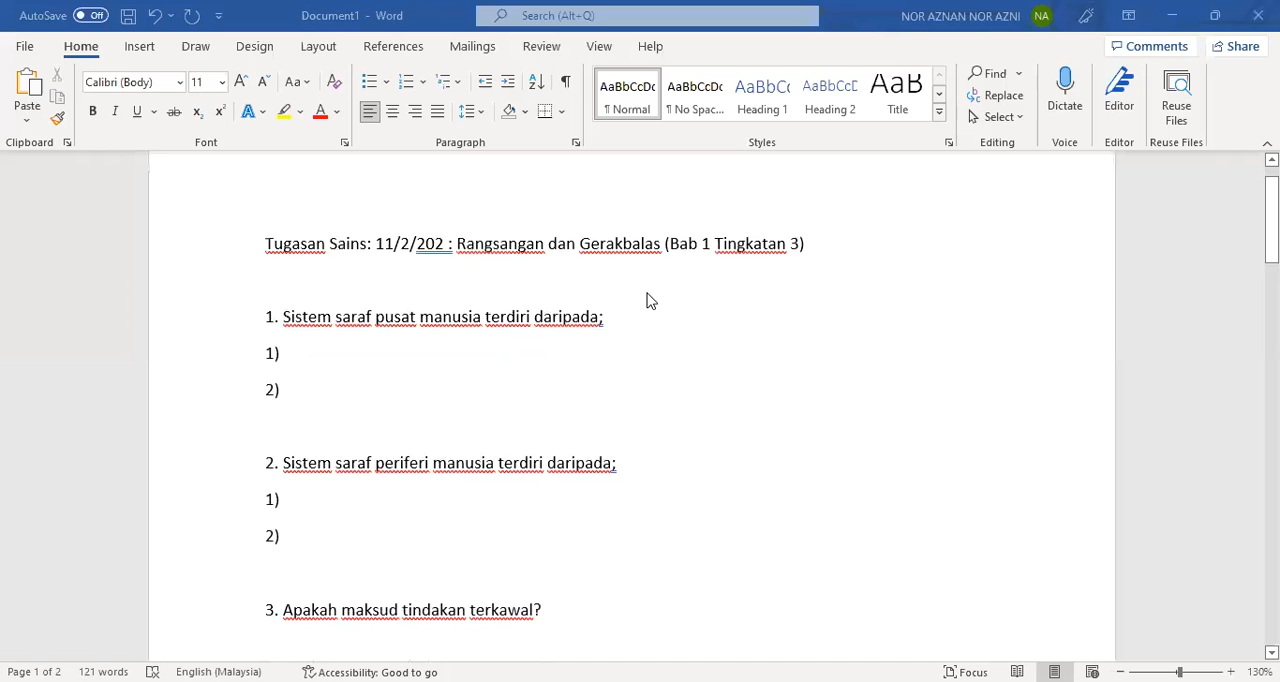 AutoSave Off Document1 - Word Search (Alt+Q) NOR AZNAN NOR AZNI NA
File Home Insert Draw Design Layout References Mailings Review View Help Comments Share
Paste Calibri (Body) 11 Aa AaBbCcDc AaBbCcDc AaBbCc AaBbCcD AaB Find Dictate Editor Reuse Files
B I U ab x₂ x² A A ¶ Normal ¶ No Spac... Heading 1 Heading 2 Title Replace Select
Clipboard Font Paragraph Styles Editing Voice Editor Reuse Files
Tugasan Sains: 11/2/202 : Rangsangan dan Gerakbalas (Bab 1 Tingkatan 3)
1. Sistem saraf pusat manusia terdiri daripada;
1)
2)
2. Sistem saraf periferi manusia terdiri daripada;
1)
2)
3. Apakah maksud tindakan terkawal?
Page 1 of 2 121 words English (Malaysia) Accessibility: Good to go Focus 130%